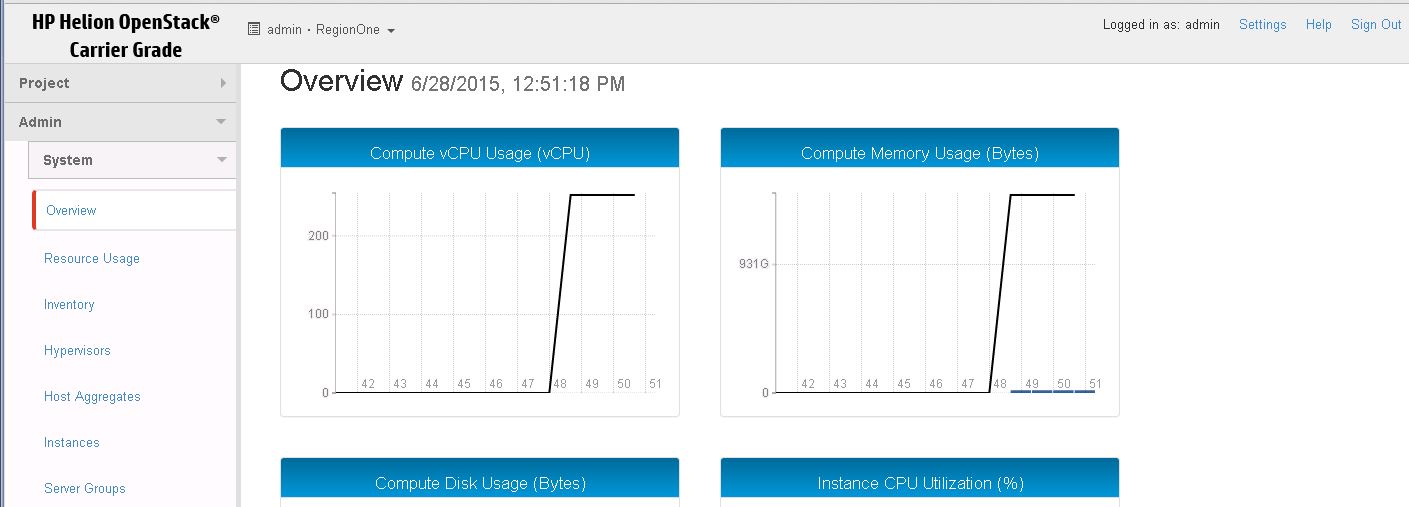 HP Helion OpenStack®
Carrier Grade
admin · RegionOne
Logged in as: admin Settings Help Sign Out
Project
Admin
System
Overview
Resource Usage
Inventory
Hypervisors
Host Aggregates
Instances
Server Groups
Overview 6/28/2015, 12:51:18 PM
Compute vCPU Usage (vCPU)
200
100
0
42 43 44 45 46 47 48 49 50 51
Compute Memory Usage (Bytes)
931G
0
42 43 44 45 46 47 48 49 50 51
Compute Disk Usage (Bytes)
Instance CPU Utilization (%)